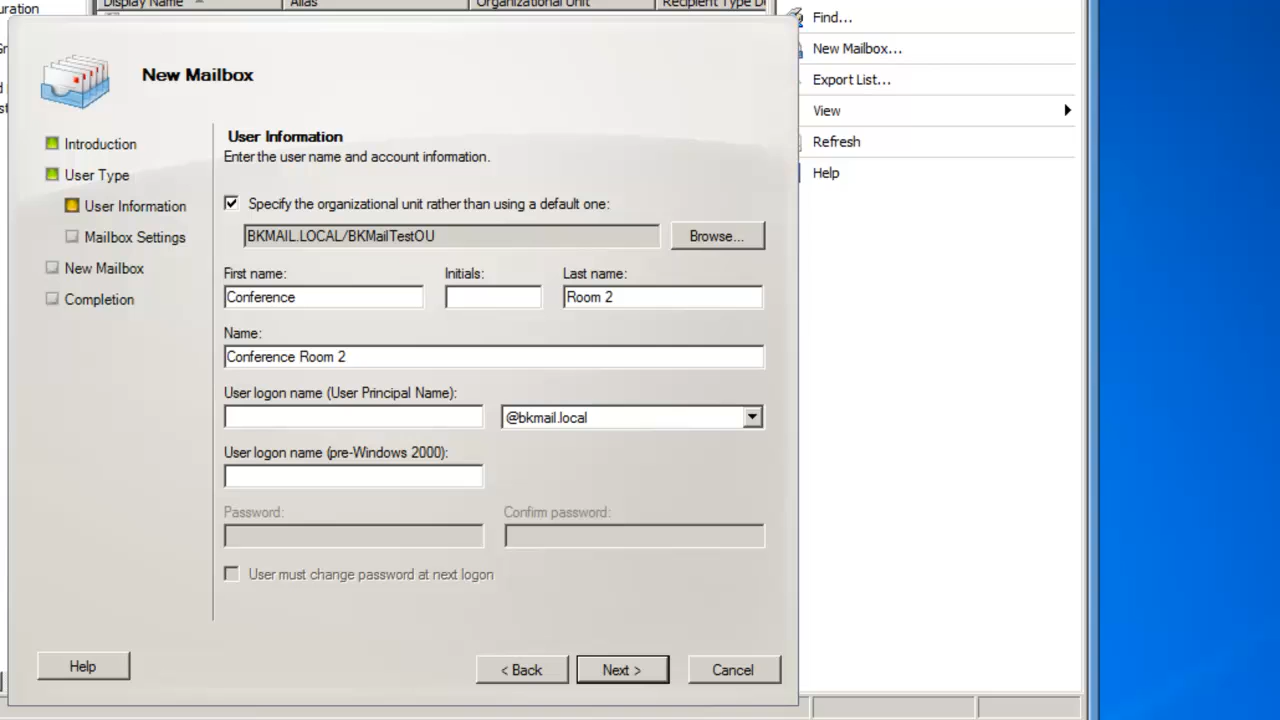 uration
Display Name
Alias
Organizational Unit
Recipient Type De
Find...
New Mailbox...
Export List...
View
Refresh
Help
New Mailbox
Introduction
User Type
User Information
Mailbox Settings
New Mailbox
Completion
User Information
Enter the user name and account information.
Specify the organizational unit rather than using a default one:
BKMAIL.LOCAL/BKMailTestOU
Browse...
First name:
Initials:
Last name:
Conference
Room 2
Name:
Conference Room 2
User logon name (User Principal Name):
@bkmail.local
User logon name (pre-Windows 2000):
Password:
Confirm password:
User must change password at next logon
Help
< Back
Next >
Cancel